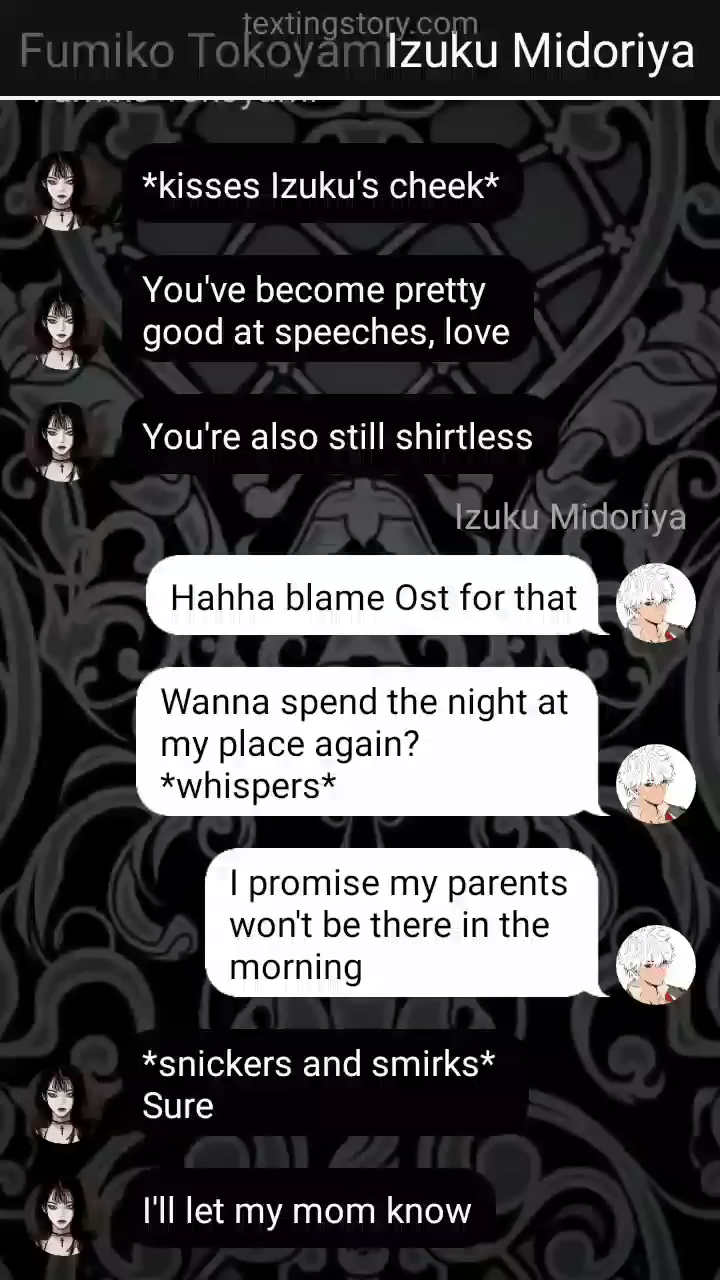 textingstory.com
Fumiko Tokoyami Izuku Midoriya
Fumiko Tokoyami
*kisses Izuku's cheek*
You've become pretty
good at speeches, love
You're also still shirtless
Izuku Midoriya
Hahha blame Ost for that
Wanna spend the night at
my place again?
*whispers*
I promise my parents
won't be there in the
morning
*snickers and smirks*
Sure
I'll let my mom know